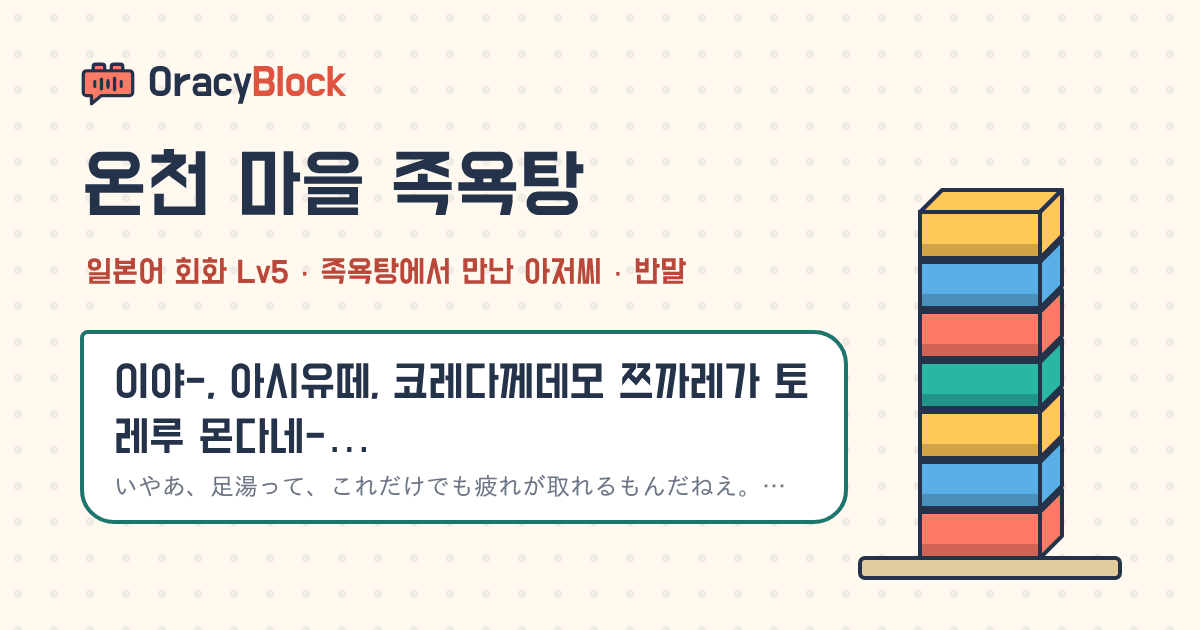 OracyBlock
온천 마을 족욕탕
일본어 회화 Lv5 · 족욕탕에서 만난 아저씨 · 반말
이야-, 아시유떼, 코레다께데모 쯔까레가 토
레루 몬다네-...
いやあ、足湯って、これだけでも疲れが取れるもんだねえ。…